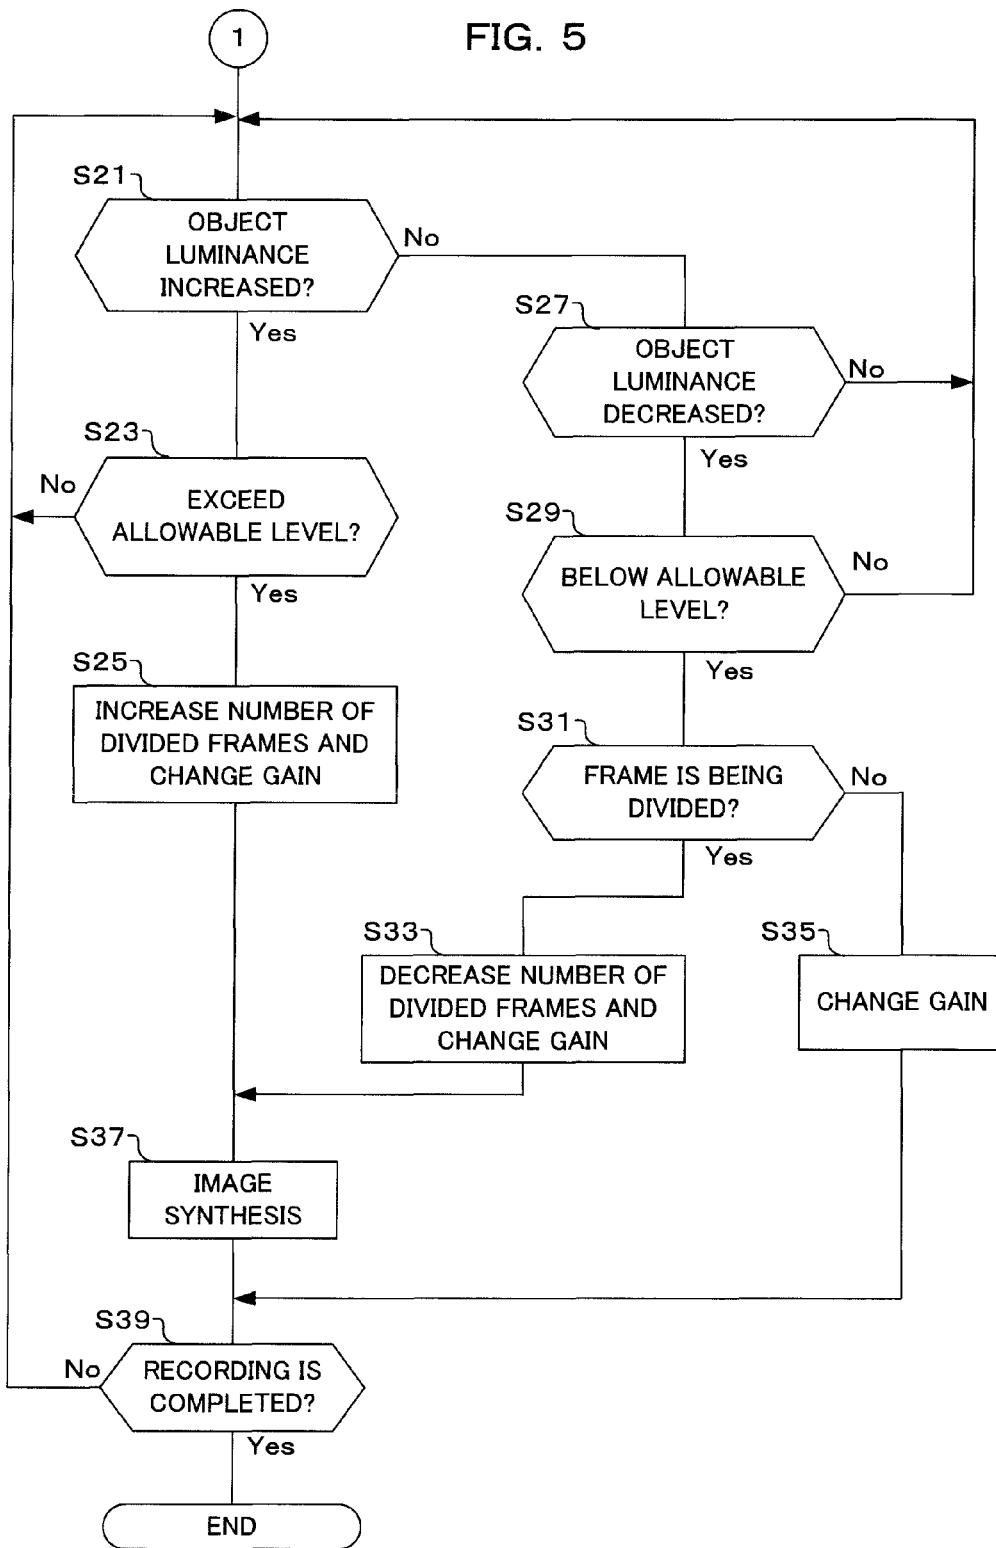 1
FIG. 5
S21
OBJECT
LUMINANCE
INCREASED?
No
Yes
S27
OBJECT
LUMINANCE
DECREASED?
No
Yes
S23
EXCEED
ALLOWABLE LEVEL?
No
Yes
S29
BELOW ALLOWABLE
LEVEL?
No
Yes
S25
INCREASE NUMBER OF
DIVIDED FRAMES AND
CHANGE GAIN
S31
FRAME IS BEING
DIVIDED?
No
Yes
S33
DECREASE NUMBER OF
DIVIDED FRAMES AND
CHANGE GAIN
S35
CHANGE GAIN
S37
IMAGE
SYNTHESIS
S39
RECORDING IS
COMPLETED?
No
Yes
END